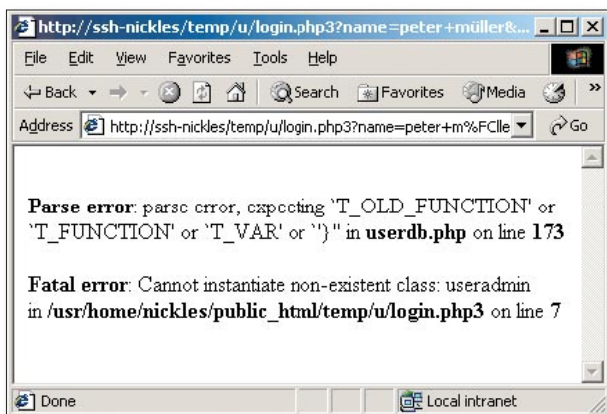 http://ssh-nickles/temp/u/login.php3?name=peter+müller&...
File Edit View Favorites Tools Help
Back Search Favorites Media »
Address http://ssh-nickles/temp/u/login.php3?name=peter+m%FClle Go
Parse error: parse error, expecting `T_OLD_FUNCTION' or
`T_FUNCTION' or `T_VAR' or `'}'' in userdb.php on line 173
Fatal error: Cannot instantiate non-existent class: useradmin
in /usr/home/nickles/public_html/temp/u/login.php3 on line 7
Done Local intranet